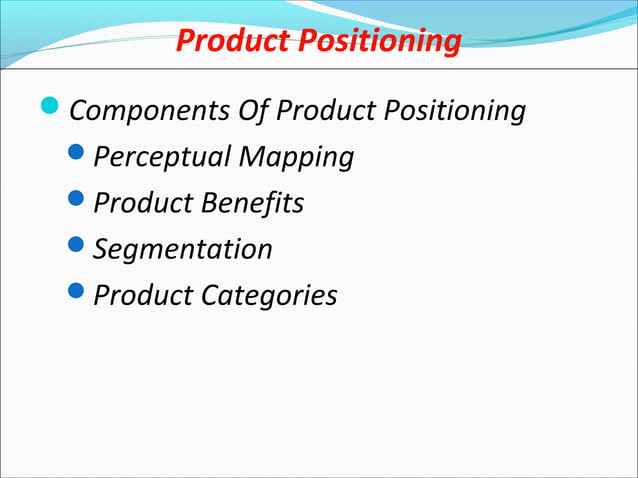 Product Positioning
Components Of Product Positioning
Perceptual Mapping
Product Benefits
Segmentation
Product Categories